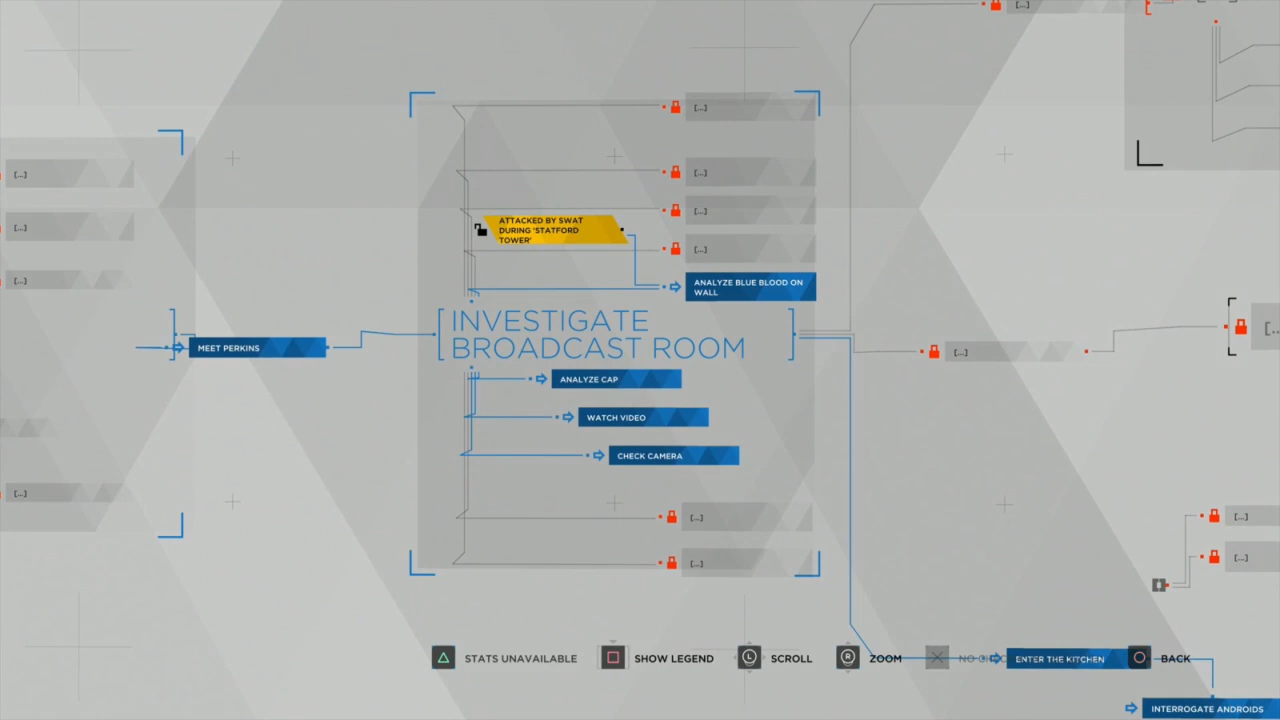 [...]
[...]
[...]
[...]
[...]
ATTACKED BY SWAT
DURING 'STATFORD
TOWER'
[...]
[...]
[...]
ANALYZE BLUE BLOOD ON
WALL
INVESTIGATE
BROADCAST ROOM
MEET PERKINS
[...]
[...
ANALYZE CAP
WATCH VIDEO
CHECK CAMERA
[...]
[...]
[...]
[...]
[...]
STATS UNAVAILABLE
SHOW LEGEND
L
SCROLL
R
ZOOM
ENTER THE KITCHEN
BACK
INTERROGATE ANDROIDS